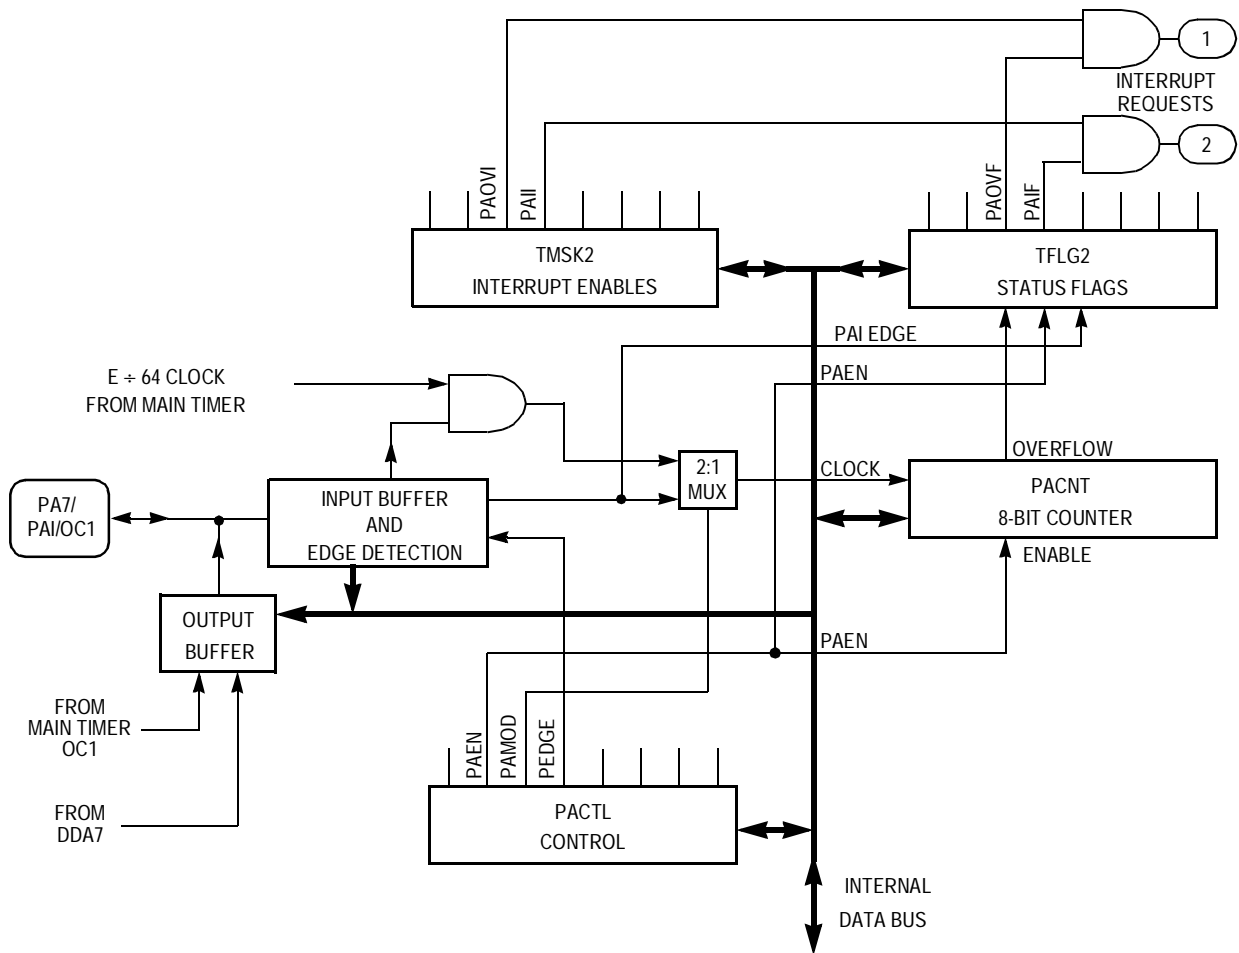 1
INTERRUPT
REQUESTS
2
PAOVI
PAII
PAOVF
PAIF
TMSK2
INTERRUPT ENABLES
TFLG2
STATUS FLAGS
PAI EDGE
E ÷ 64 CLOCK
FROM MAIN TIMER
PAEN
OVERFLOW
2:1
MUX
CLOCK
PACNT
8-BIT COUNTER
PA7/
PAI/OC1
INPUT BUFFER
AND
EDGE DETECTION
ENABLE
OUTPUT
BUFFER
PAEN
FROM
MAIN TIMER
OC1
PAEN
PAMOD
PEDGE
FROM
DDA7
PACTL
CONTROL
INTERNAL
DATA BUS